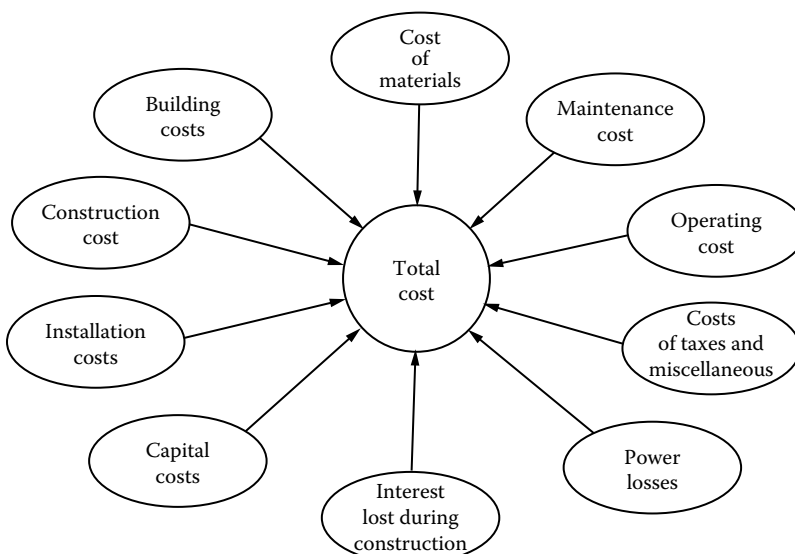 Cost
of
materials
Building
costs
Maintenance
cost
Construction
cost
Operating
cost
Total
cost
Installation
costs
Costs
of taxes and
miscellaneous
Capital
costs
Power
losses
Interest
lost during
construction